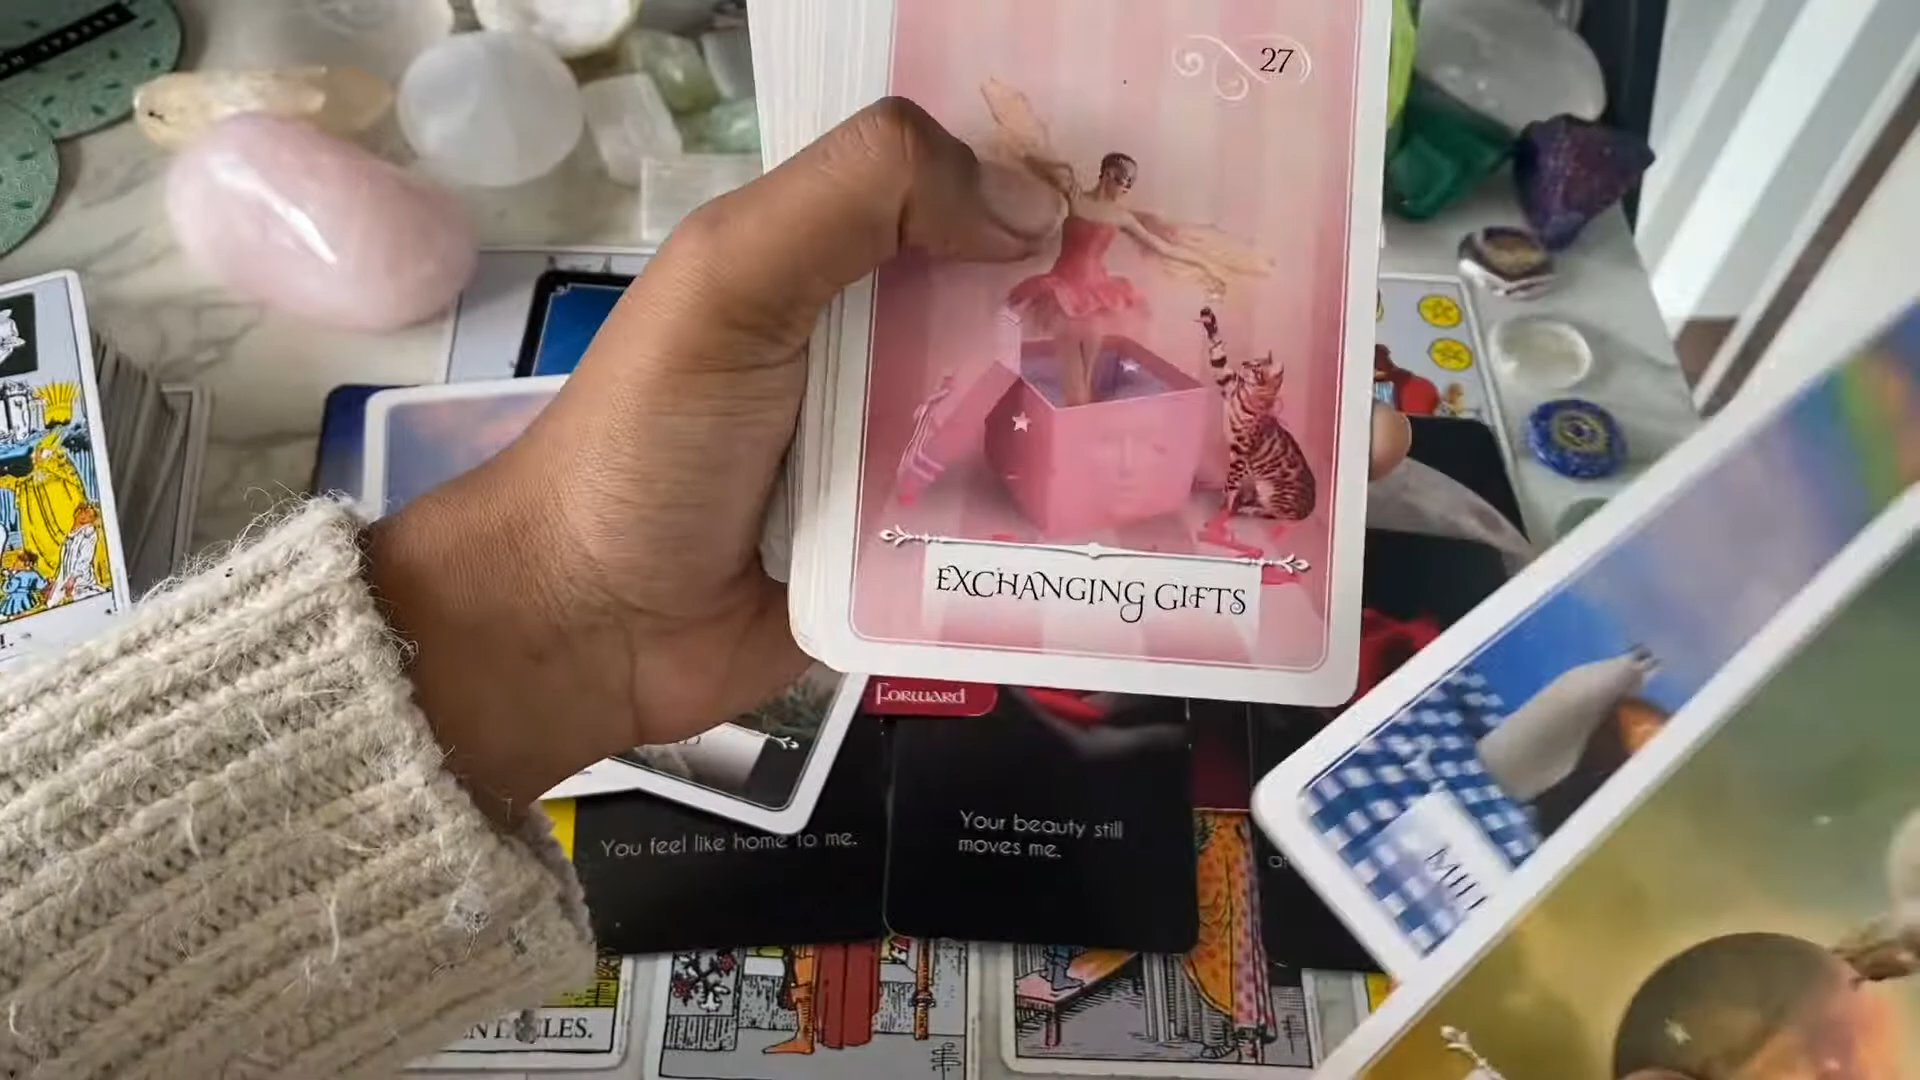 27
EXCHANGING GIFTS
Forward
You feel like home to me.
Your beauty still
moves me.